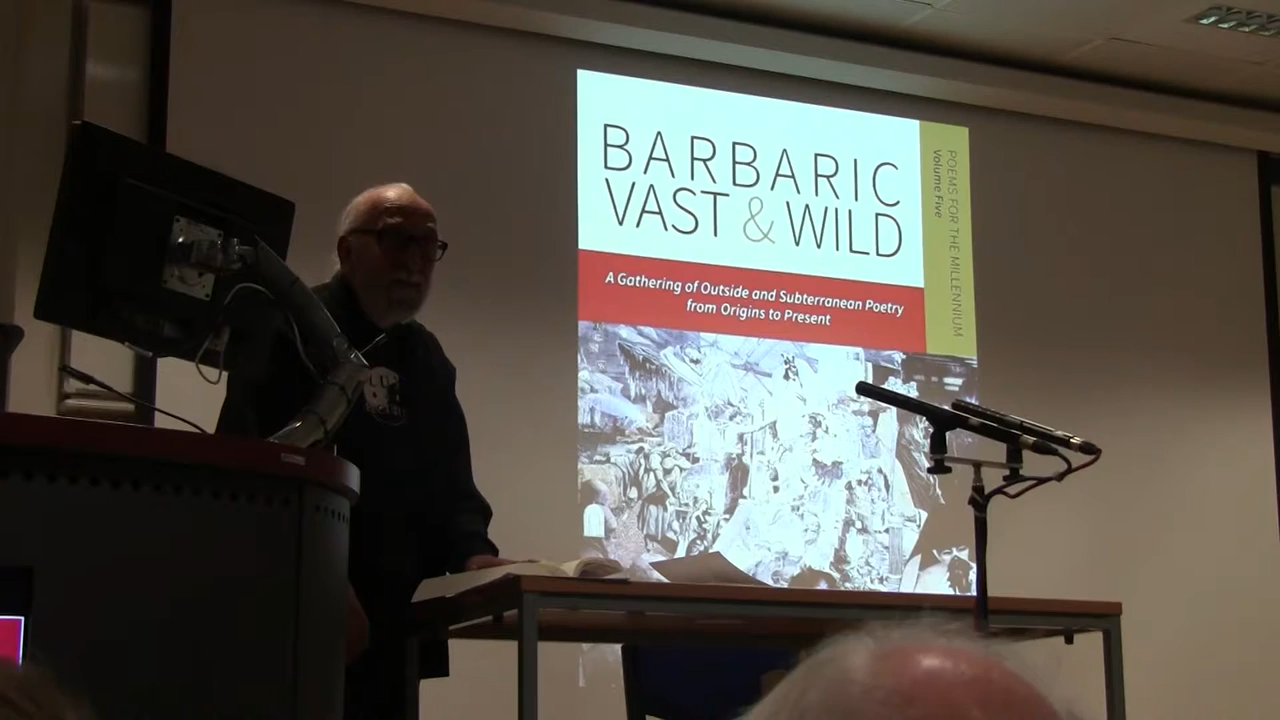 BARBARIC
VAST & WILD
A Gathering of Outside and Subterranean Poetry
from Origins to Present
POEMS FOR THE MILLENNIUM
Volume Five